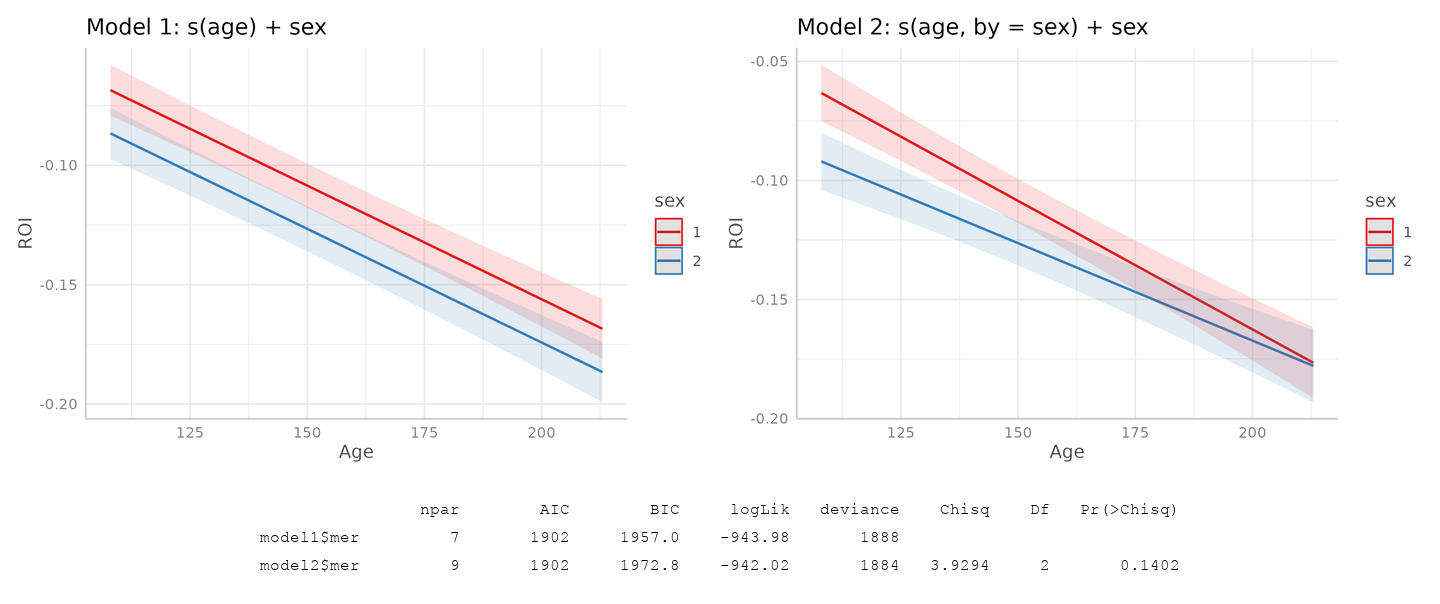 Model 1: s(age) + sex
-0.10
-0.15
-0.20
ROI
125 150 175 200
Age
sex
1
2
Model 2: s(age, by = sex) + sex
-0.05
-0.10
-0.15
-0.20
ROI
125 150 175 200
Age
sex
1
2
npar AIC BIC logLik deviance Chisq Df Pr(>Chisq)
model1$mer 7 1902 1957.0 -943.98 1888
model2$mer 9 1902 1972.8 -942.02 1884 3.9294 2 0.1402